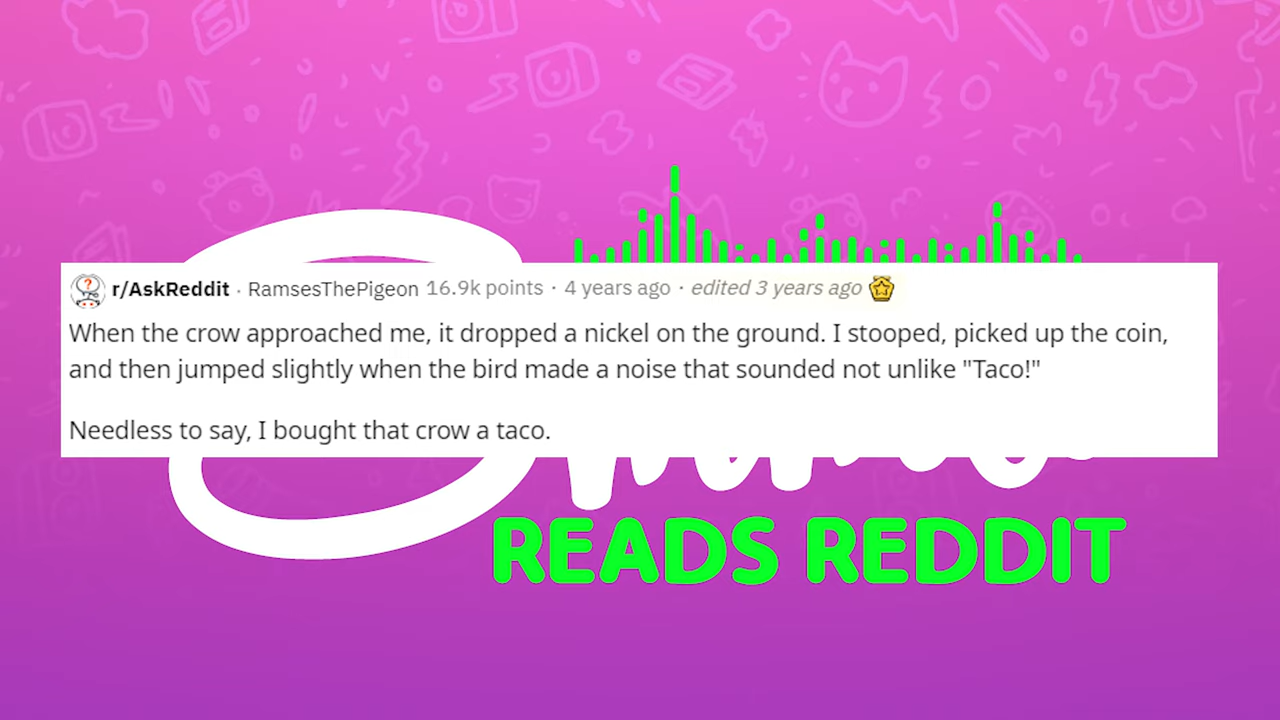 r/AskReddit · RamsesThePigeon 16.9k points · 4 years ago · edited 3 years ago
When the crow approached me, it dropped a nickel on the ground. I stooped, picked up the coin,
and then jumped slightly when the bird made a noise that sounded not unlike "Taco!"
Needless to say, I bought that crow a taco.
READS REDDIT